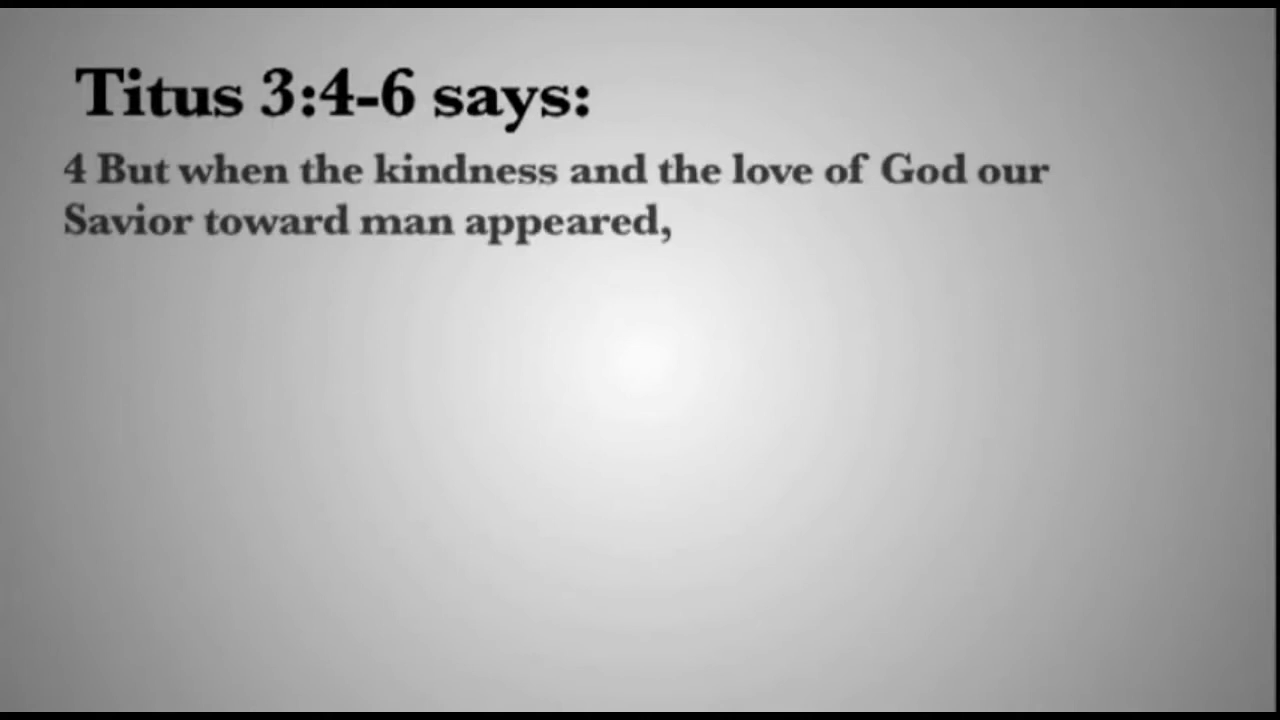 Titus 3:4-6 says:
4 But when the kindness and the love of God our
Savior toward man appeared,